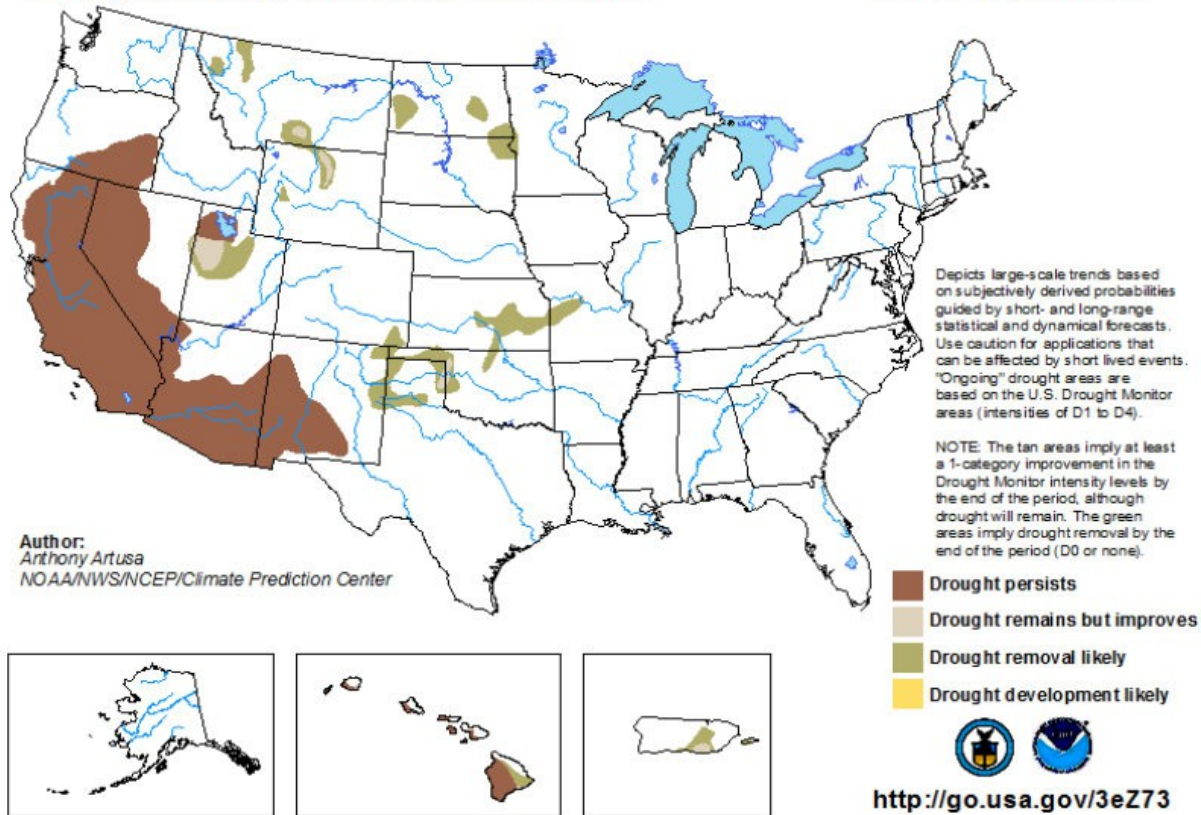 Depicts large-scale trends based
on subjectively derived probabilities
guided by short- and long-range
statistical and dynamical forecasts.
Use caution for applications that
can be affected by short lived events.
"Ongoing" drought areas are
based on the U.S. Drought Monitor
areas (intensities of D1 to D4).
NOTE: The tan areas imply at least
a 1-category improvement in the
Drought Monitor intensity levels by
the end of the period, although
drought will remain. The green
areas imply drought removal by the
end of the period (D0 or none).
Author:
Anthony Artusa
NOAA/NWS/NCEP/Climate Prediction Center
Drought persists
Drought remains but improves
Drought removal likely
Drought development likely
http://go.usa.gov/3eZ73